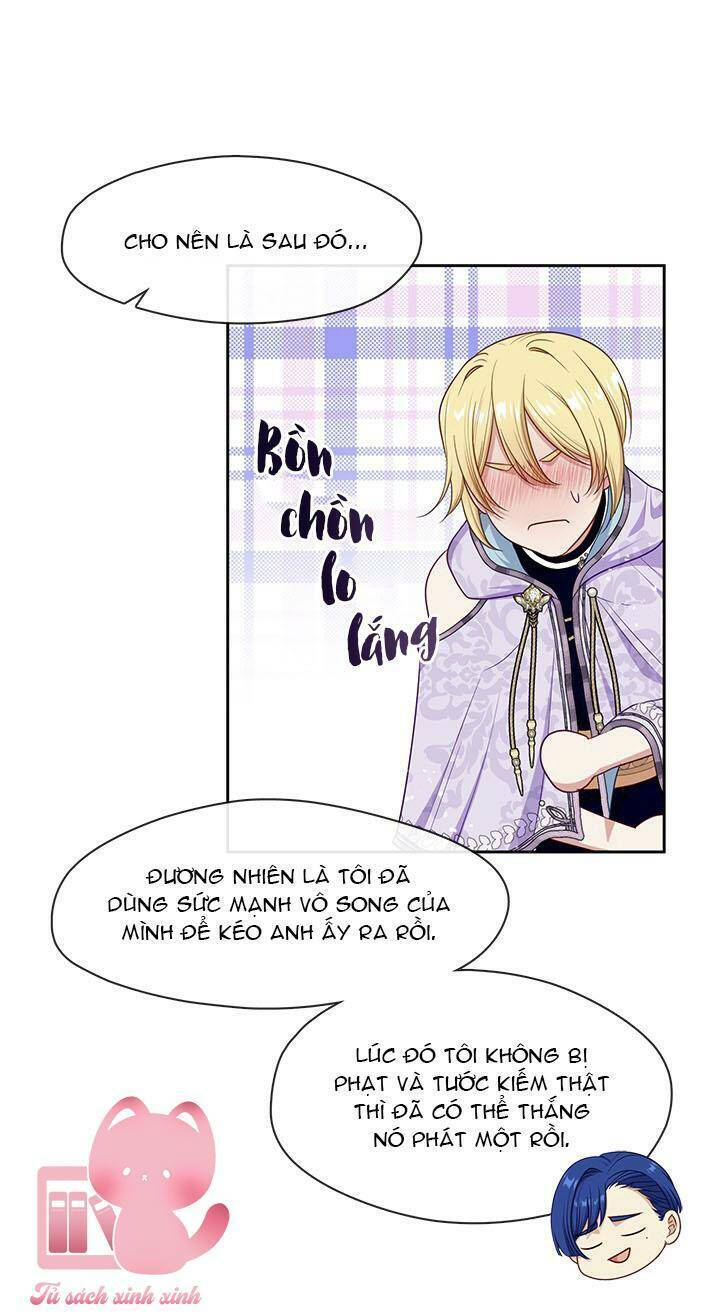 CHO NÊN LÀ SAU ĐÓ...
Bồn
chồn
lo
lắng
ĐƯƠNG NHIÊN LÀ TÔI ĐÃ
DÙNG SỨC MẠNH VÔ SONG CỦA
MÌNH ĐỂ KÉO ANH ẤY RA RỒI.
LÚC ĐÓ TÔI KHÔNG BỊ
PHẠT VÀ TƯỚC KIẾM THẬT
THÌ ĐÃ CÓ THỂ THẮNG
NÓ PHÁT MỘT RỒI.
Tủ sách xinh xinh